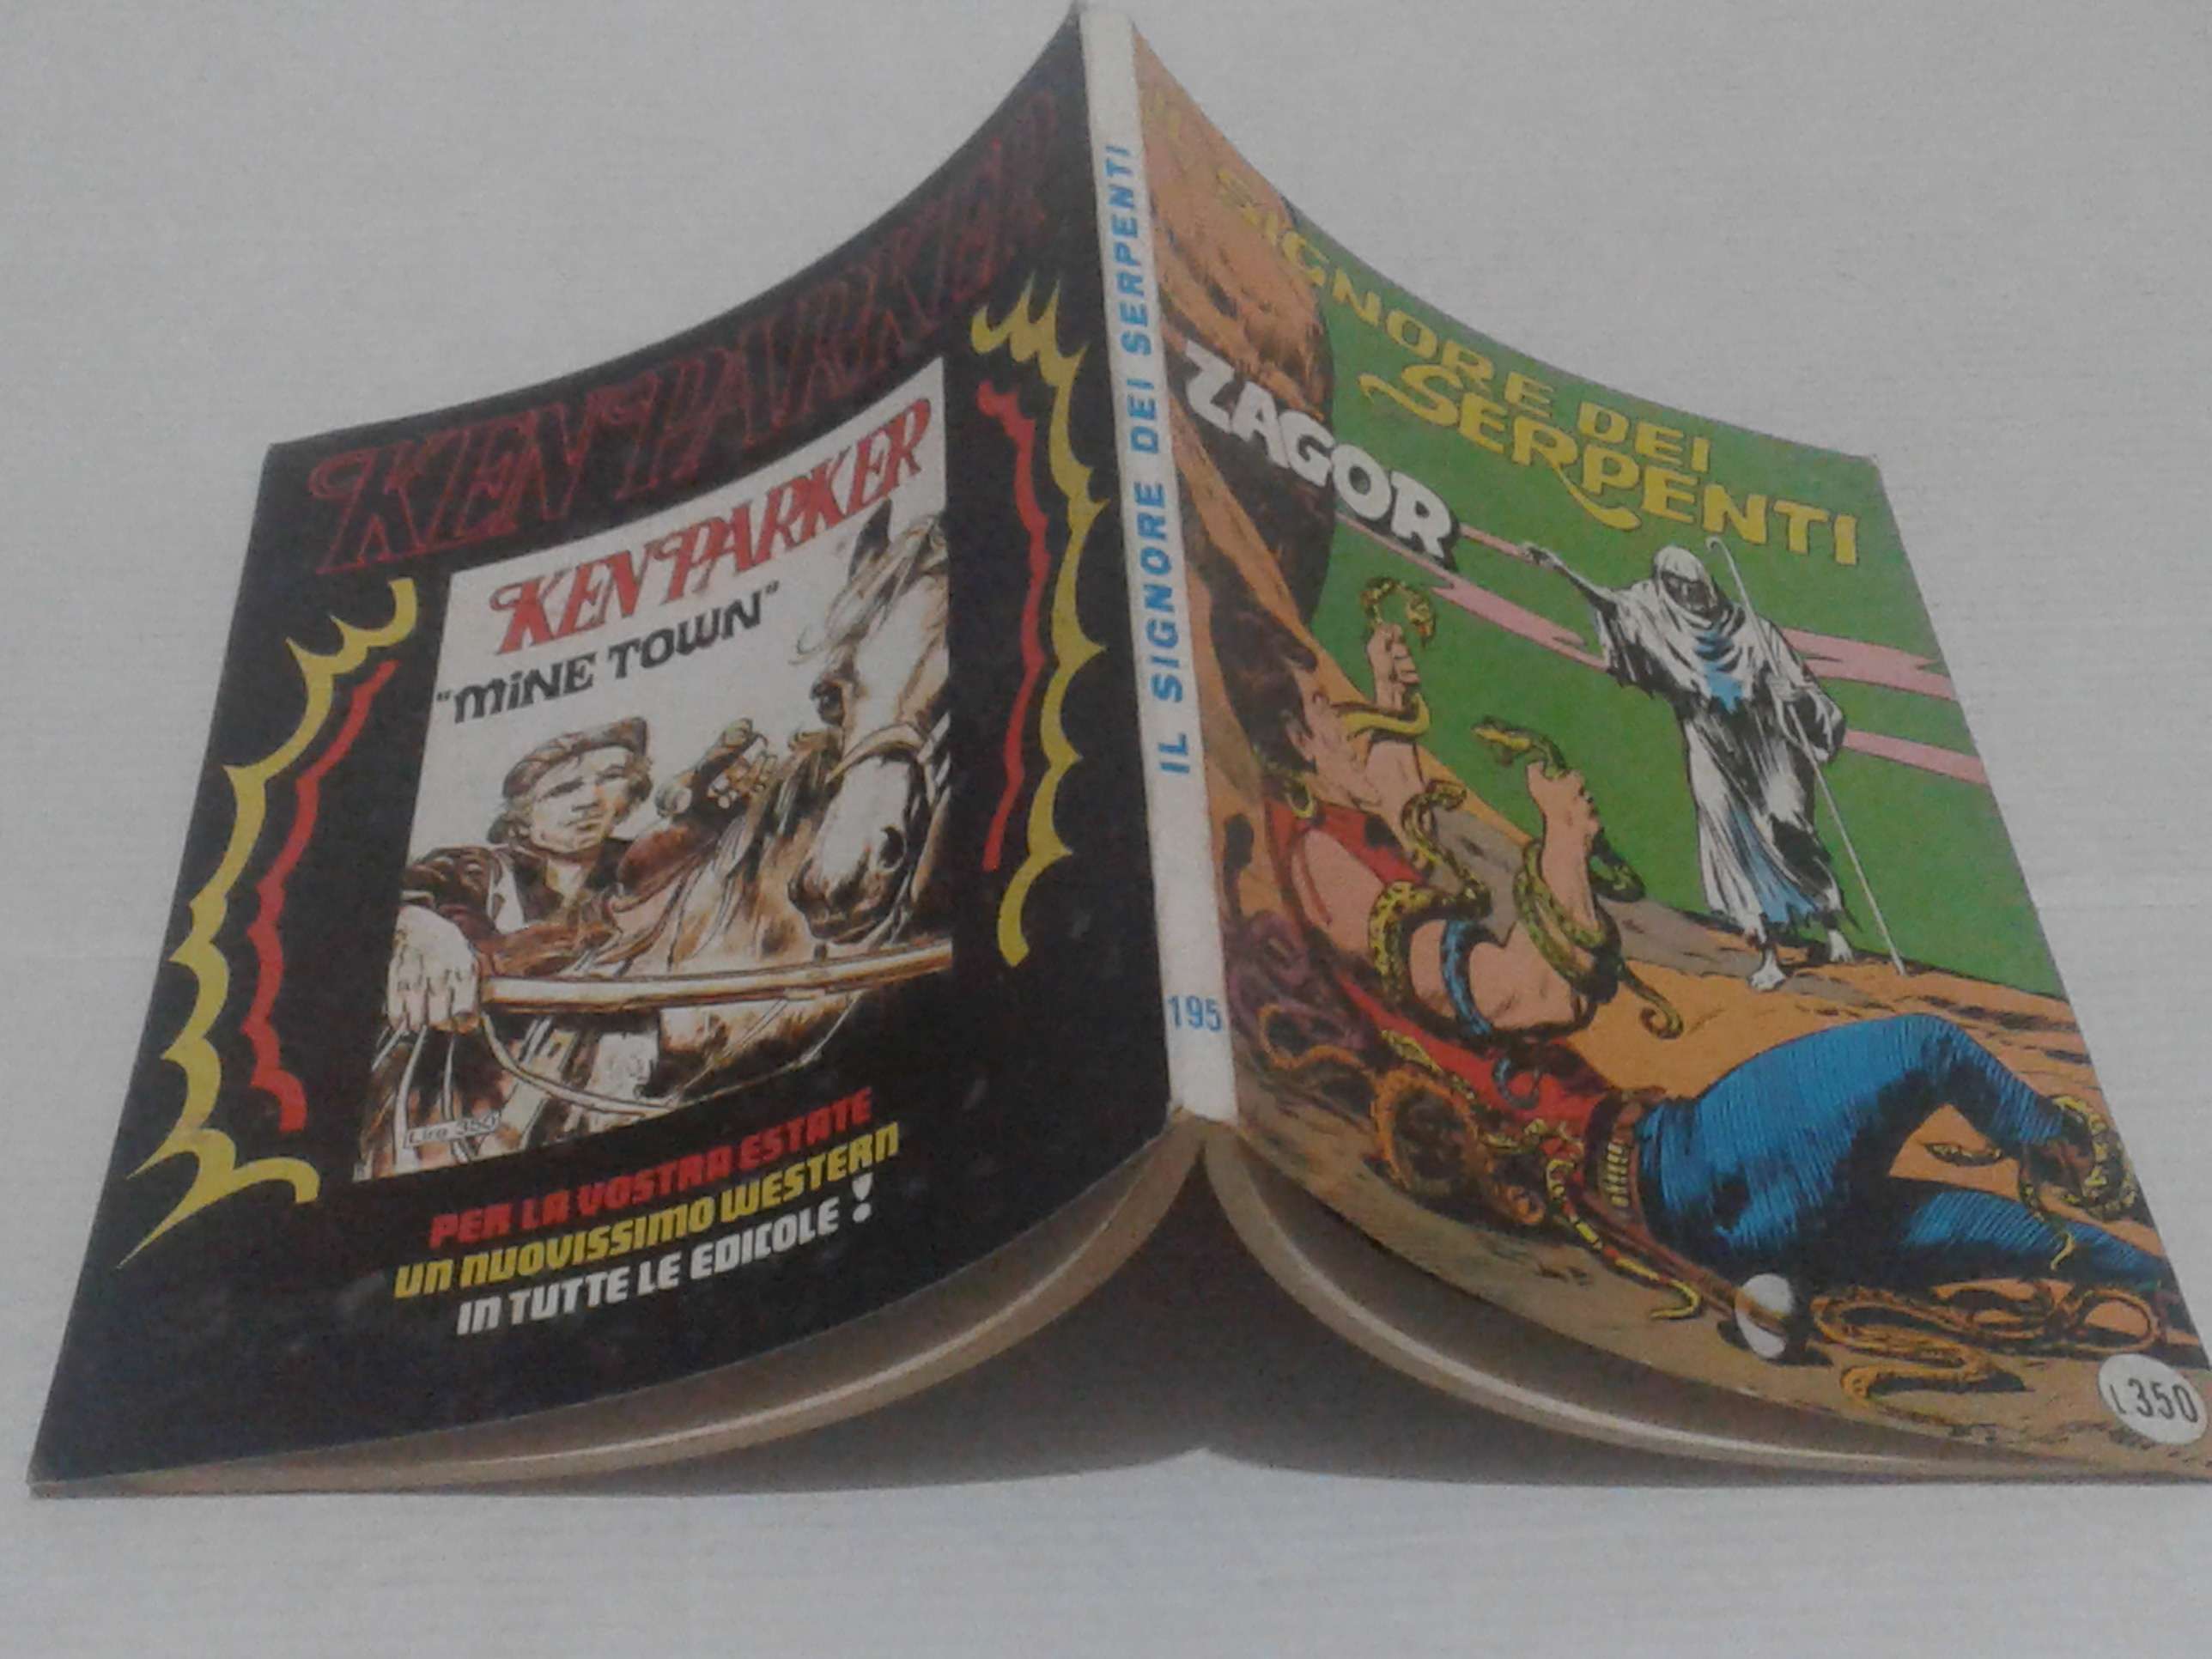 KEN PARKER
KEN PARKER
"MINE TOWN"
Lire 350
PER LA VOSTRA ESTATE
UN NUOVISSIMO WESTERN
IN TUTTE LE EDICOLE!
IL SIGNORE DEI SERPENTI
195
IL
SIGNORE DEI
SERPENTI
ZAGOR
L.350